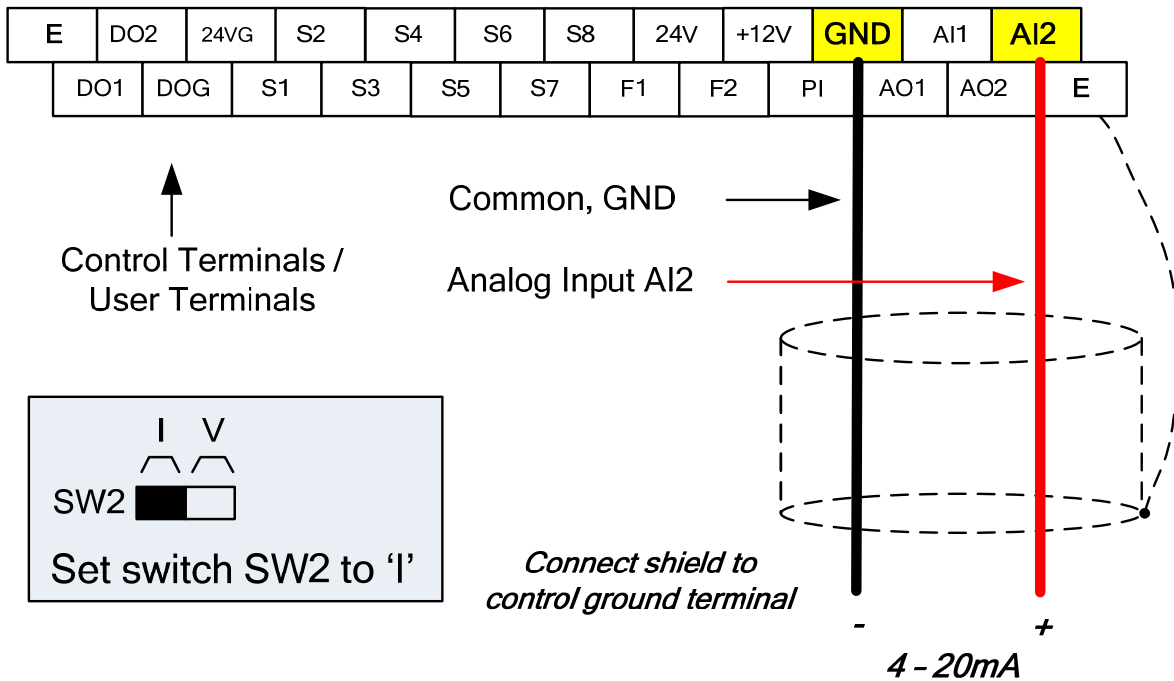 E DO2 24VG S2 S4 S6 S8 24V +12V GND AI1 AI2
DO1 DOG S1 S3 S5 S7 F1 F2 PI AO1 AO2 E
Common, GND
Control Terminals /
User Terminals
Analog Input AI2
I V
SW2
Set switch SW2 to ‘I’
Connect shield to
control ground terminal
- +
4 – 20mA